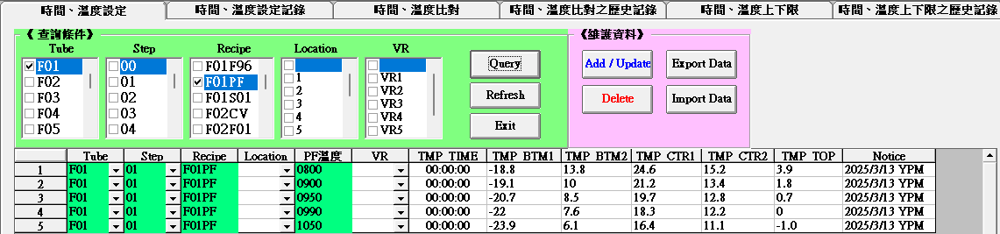 時間、溫度設定 時間、溫度設定記錄 時間、溫度比對 時間、溫度比對之歷史記錄 時間、溫度上下限 時間、溫度上下限之歷史記錄
《 查詢條件》 《維護資料》
Tube Step Recipe Location VR
F01 00 F01F96
F02 01 F01PF 1 VR1
F03 02 F01S01 2 VR2
F04 03 F02CV 3 VR3
F05 04 F02F01 4 VR4
5 VR5
Query Add / Update Export Data
Refresh Delete Import Data
Exit
Tube Step Recipe Location PF溫度 VR TMP_TIME TMP_BTM1 TMP_BTM2 TMP_CTR1 TMP_CTR2 TMP_TOP Notice
1 F01 01 F01PF 0800 00:00:00 -18.8 13.8 24.6 15.2 3.9 2025/3/13 YPM
2 F01 01 F01PF 0900 00:00:00 -19.1 10 21.2 13.4 1.8 2025/3/13 YPM
3 F01 01 F01PF 0950 00:00:00 -20.7 8.5 19.7 12.8 0.7 2025/3/13 YPM
4 F01 01 F01PF 0990 00:00:00 -22 7.6 18.3 12.2 0 2025/3/13 YPM
5 F01 01 F01PF 1050 00:00:00 -23.9 6.1 16.4 11.1 -1.0 2025/3/13 YPM